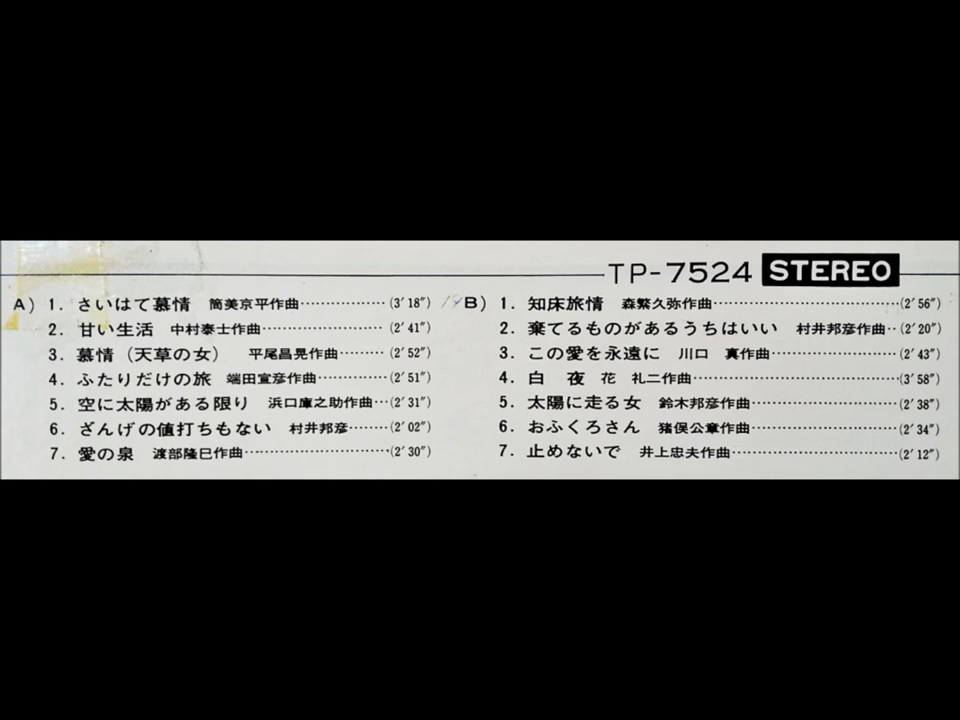 TP-7524 STEREO
A) 1. さいはて慕情 筒美京平作曲 (3′18″)
2. 甘い生活 中村泰士作曲 (2′41″)
3. 慕情（天草の女） 平尾昌晃作曲 (2′52″)
4. ふたりだけの旅 端田宣彦作曲 (2′51″)
5. 空に太陽がある限り 浜口庫之助作曲 (2′31″)
6. ざんげの値打ちもない 村井邦彦 (2′02″)
7. 愛の泉 渡部隆巳作曲 (2′30″)
B) 1. 知床旅情 森繁久弥作曲 (2′56″)
2. 棄てるものがあるうちはいい 村井邦彦作曲 (2′20″)
3. この愛を永遠に 川口 真作曲 (2′43″)
4. 白 夜 花 礼二作曲 (3′58″)
5. 太陽に走る女 鈴木邦彦作曲 (2′38″)
6. おふくろさん 猪俣公章作曲 (2′34″)
7. 止めないで 井上忠夫作曲 (2′12″)